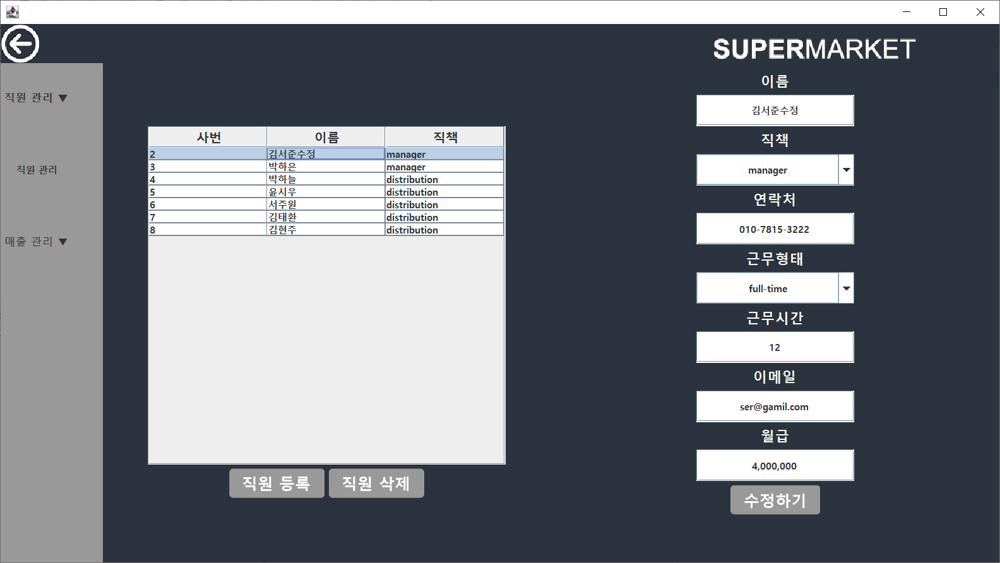 SUPERMARKET
직원 관리 ▼
직원 관리
매출 관리 ▼
사번 이름 직책
2 김서준수정 manager
3 박하은 manager
4 박하늘 distribution
5 윤시우 distribution
6 서주원 distribution
7 김태환 distribution
8 김현주 distribution
직원 등록 직원 삭제
이름
김서준수정
직책
manager
연락처
010-7815-3222
근무형태
full-time
근무시간
12
이메일
ser@gamil.com
월급
4,000,000
수정하기